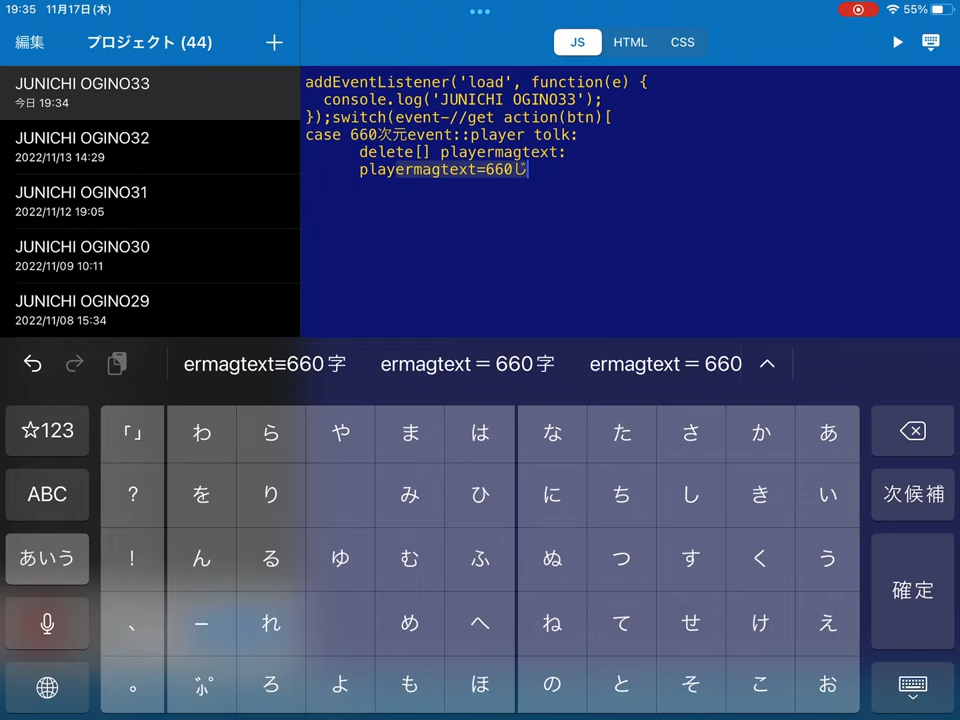 19:35 11月17日(木)
55%
編集
プロジェクト (44)
+
JS
HTML
CSS
JUNICHI OGINO33
今日 19:34
JUNICHI OGINO32
2022/11/13 14:29
JUNICHI OGINO31
2022/11/12 19:05
JUNICHI OGINO30
2022/11/09 10:11
JUNICHI OGINO29
2022/11/08 15:34
addEventListener('load', function(e) {
console.log('JUNICHI OGINO33');
});switch(event-//get action(btn)[
case 660次元event::player tolk:
delete[] playermagtext:
playermagtext=660じ
ermagtext≡660字
ermagtext＝660字
ermagtext＝660
☆123
「」
わ
ら
や
ま
は
な
た
さ
か
あ
ABC
?
を
り
み
ひ
に
ち
し
き
い
次候補
あいう
!
ん
る
ゆ
む
ふ
ぬ
つ
す
く
う
確定
、
ー
れ
め
へ
ね
て
せ
け
え
。
゛゜小
ろ
よ
も
ほ
の
と
そ
こ
お